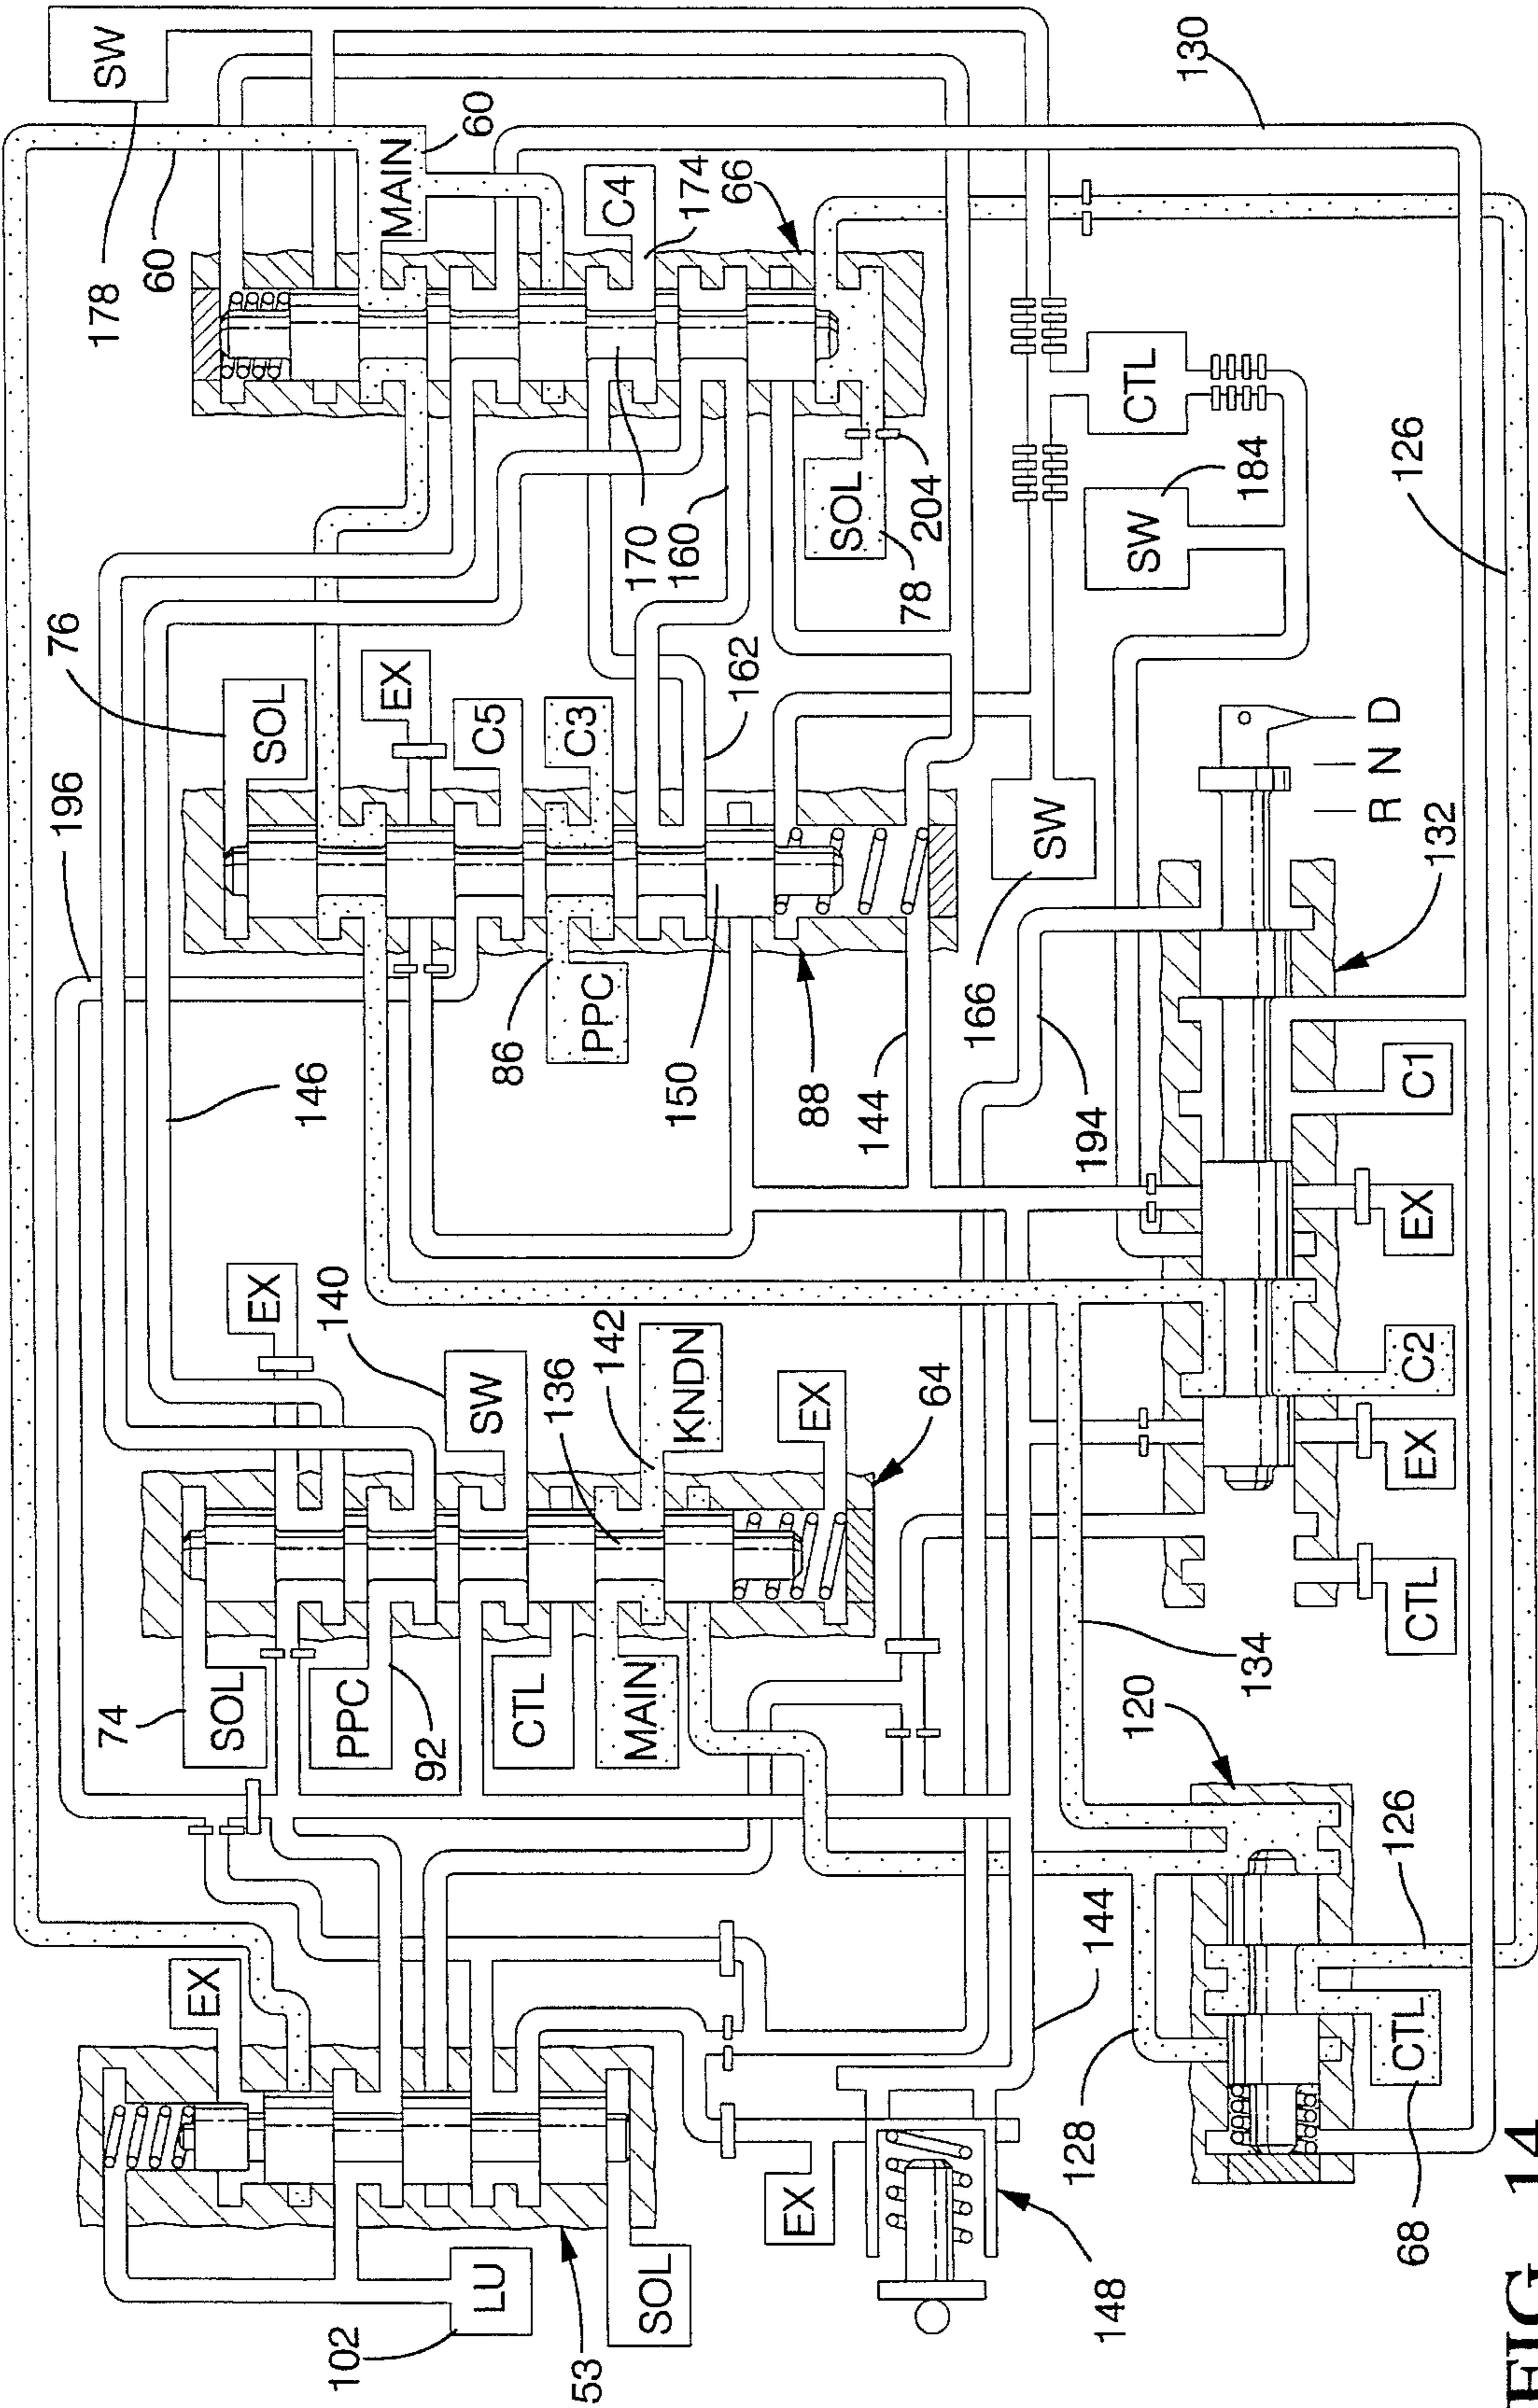 SW
178
60
MAIN
60
130
C4
174
66
76
SOL
EX
C5
C3
170
160
162
SOL
78
204
CTL
SW
184
126
196
146
86
PPC
150
88
144
166
SW
194
R N D
132
C1
EX
C2
EX
CTL
EX
140
SW
142
KNDN
136
EX
64
74
SOL
PPC
92
CTL
MAIN
134
120
126
144
128
CTL
68
EX
EX
148
LU
102
53
SOL
FIG. 14